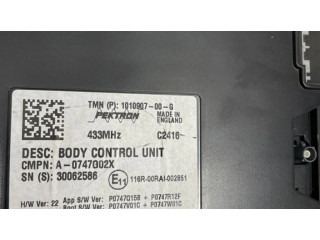 TMN (P): 1010907-00-G
PEKTRON MADE IN ENGLAND
433MHz C2416
DESC: BODY CONTROL UNIT
CMPN: A-0747002X
SN (S): 30062586
E11 116R-00RAI-002851
H/W Ver: 22 App S/W Ver: P0747Q15B + P0747R12F
Boot S/W Ver: P0747V01C + P0747W01C